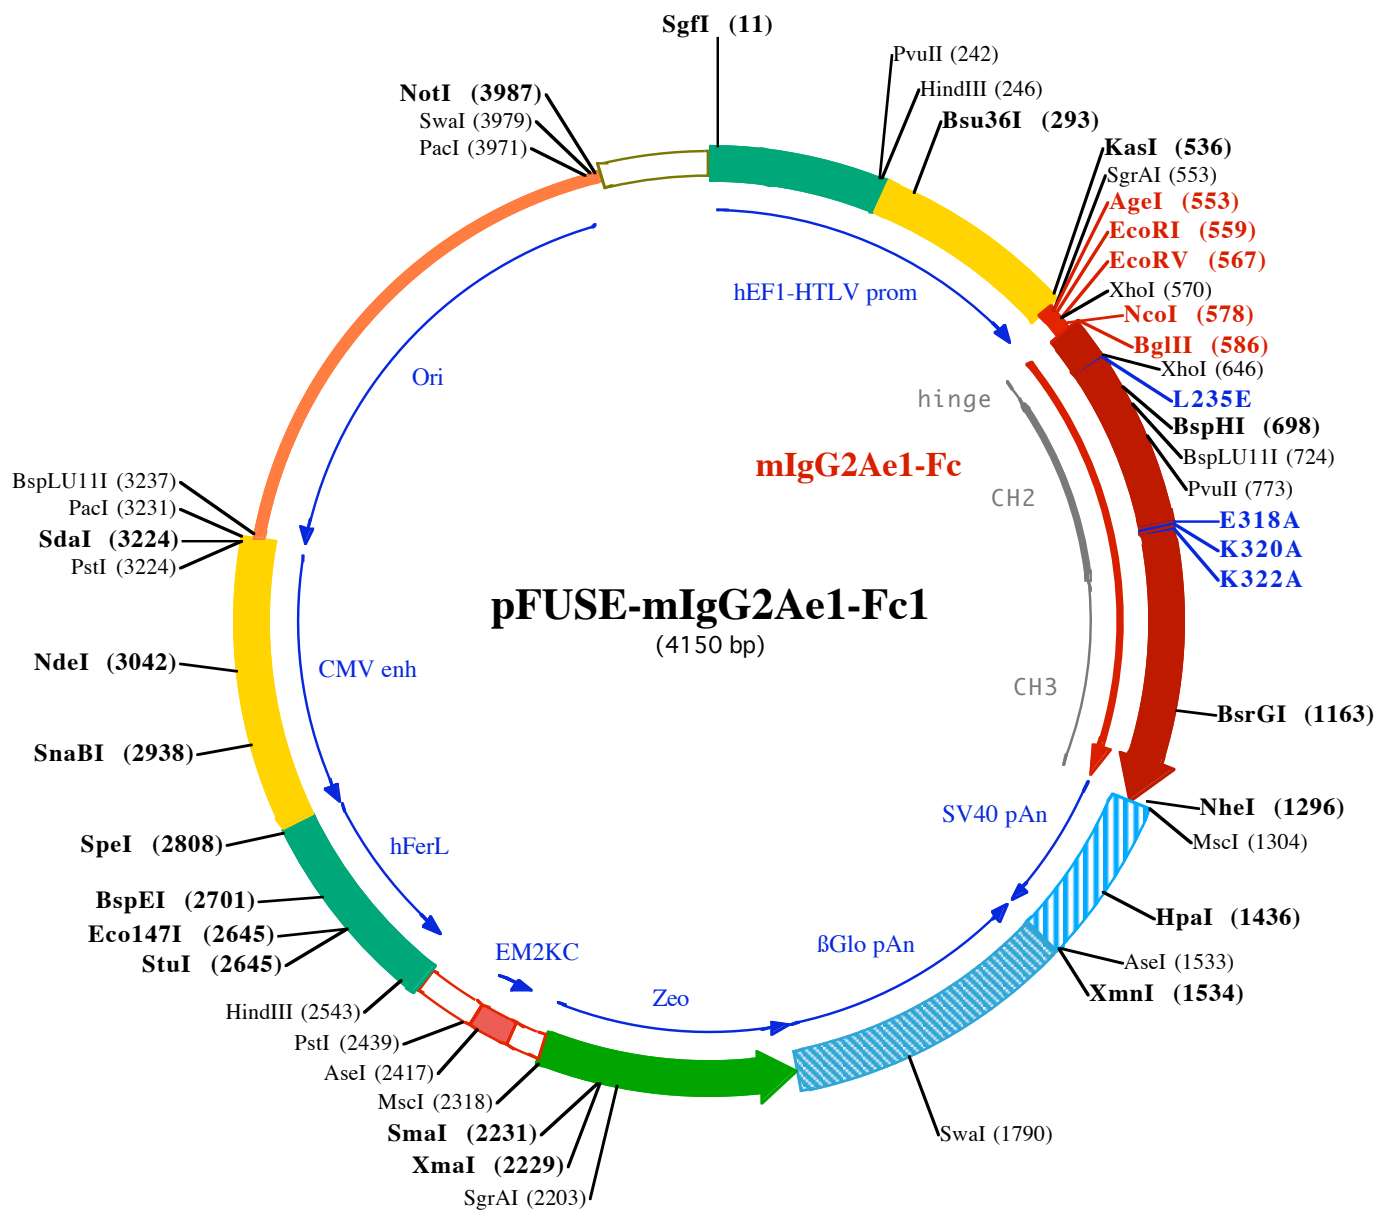 SgfI (11)
PvuII (242)
HindIII (246)
Bsu36I (293)
KasI (536)
SgrAI (553)
AgeI (553)
EcoRI (559)
EcoRV (567)
XhoI (570)
NcoI (578)
BglII (586)
XhoI (646)
L235E
BspHI (698)
BspLU11I (724)
PvuII (773)
E318A
K320A
K322A
BsrGI (1163)
NheI (1296)
MscI (1304)
HpaI (1436)
AseI (1533)
XmnI (1534)
SwaI (1790)
SgrAI (2203)
XmaI (2229)
SmaI (2231)
MscI (2318)
AseI (2417)
PstI (2439)
HindIII (2543)
StuI (2645)
Eco147I (2645)
BspEI (2701)
SpeI (2808)
SnaBI (2938)
NdeI (3042)
PstI (3224)
SdaI (3224)
PacI (3231)
BspLU11I (3237)
PacI (3971)
SwaI (3979)
NotI (3987)
hEF1-HTLV prom
hinge
mIgG2Ae1-Fc
CH2
CH3
SV40 pAn
ßGlo pAn
Zeo
EM2KC
hFerL
CMV enh
Ori
pFUSE-mIgG2Ae1-Fc1
(4150 bp)